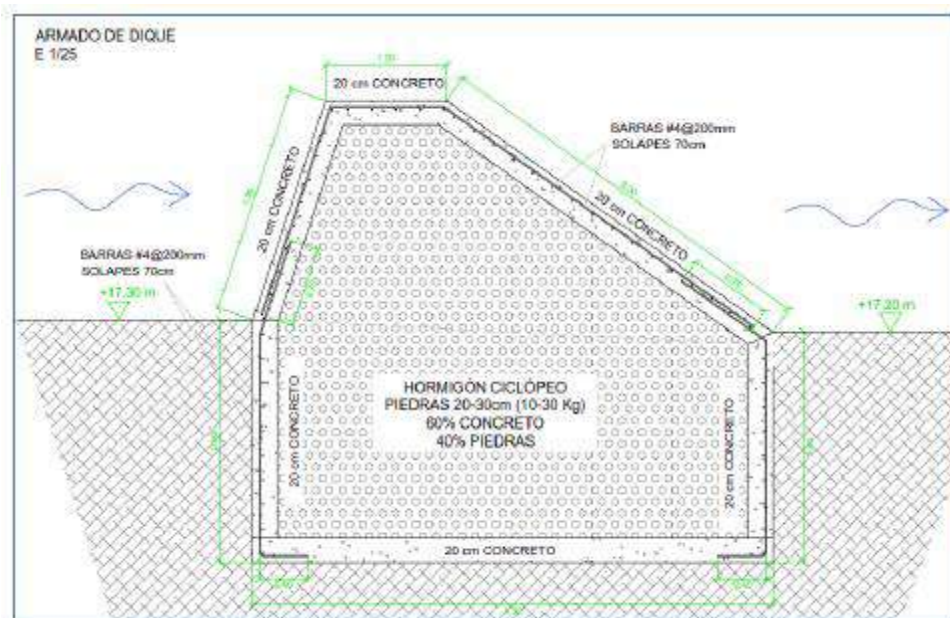 ARMADO DE DIQUE
E 1/25
1.00
20 cm CONCRETO
BARRAS #4@200mm
SOLAPES 70cm
20 cm CONCRETO
20 cm CONCRETO
BARRAS #4@200mm
SOLAPES 70cm
+17.30 m
+17.20 m
HORMIGÓN CICLÓPEO
PIEDRAS 20-30cm (10-30 Kg)
60% CONCRETO
40% PIEDRAS
20 cm CONCRETO
20 cm CONCRETO
20 cm CONCRETO